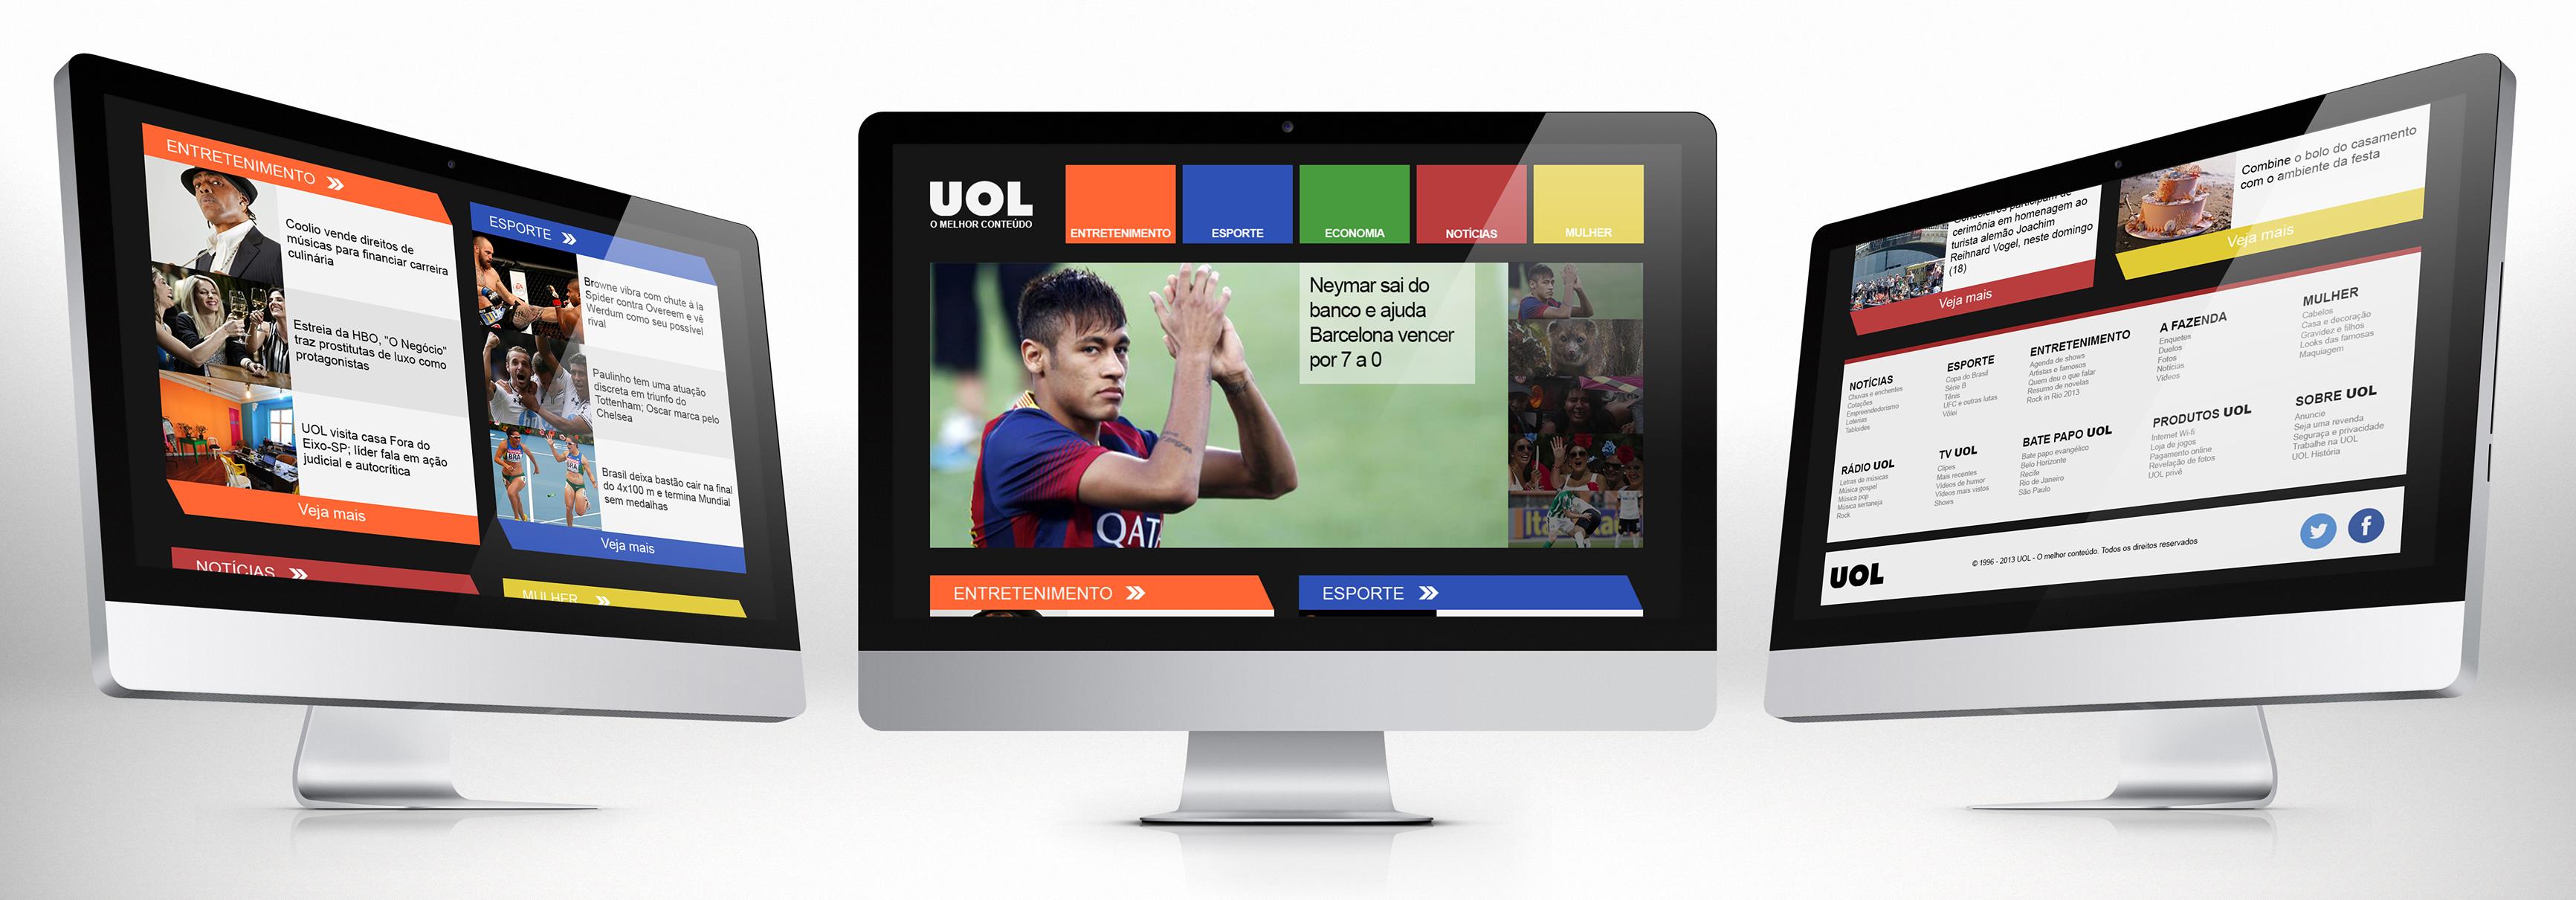 ENTRETENIMENTO
Coolio vende direitos de
músicas para financiar carreira
culinária
Estreia da HBO, "O Negócio"
traz prostitutas de luxo como
protagonistas
UOL visita casa Fora do
Eixo-SP; líder fala em ação
judicial e autocrítica
Veja mais
ESPORTE
Browne vibra com chute à la
Spider contra Overeem e vê
Werdum como seu possível
rival
Paulinho tem uma atuação
discreta em triunfo do
Tottenham; Oscar marca pelo
Chelsea
Brasil deixa bastão cair na final
do 4x100 m e termina Mundial
sem medalhas
Veja mais
NOTÍCIAS
MULHER
UOL
O MELHOR CONTEÚDO
ENTRETENIMENTO
ESPORTE
ECONOMIA
NOTÍCIAS
MULHER
Neymar sai do
banco e ajuda
Barcelona vencer
por 7 a 0
QATA
ENTRETENIMENTO
ESPORTE
cerimônia em homenagem ao
turista alemão Joachim
Reihnard Vogel, neste domingo
(18)
Veja mais
Combine o bolo do casamento
com o ambiente da festa
Veja mais
NOTÍCIAS
Chuvas e enchentes
Cotações
Empreendedorismo
Loterias
Tabloides
ESPORTE
Copa do Brasil
Série B
Tênis
UFC e outras lutas
Vôlei
ENTRETENIMENTO
Agenda de shows
Artistas e famosos
Quem deu o que falar
Resumo de novelas
Rock in Rio 2013
A FAZENDA
Enquetes
Duelos
Fotos
Notícias
Vídeos
MULHER
Cabelos
Casa e decoração
Gravidez e filhos
Looks das famosas
Maquiagem
RÁDIO UOL
Letras de músicas
Música gospel
Música pop
Música sertaneja
Rock
TV UOL
Clipes
Mais recentes
Vídeos de humor
Vídeos mais vistos
Shows
BATE PAPO UOL
Bate papo evangélico
Belo Horizonte
Recife
Rio de Janeiro
São Paulo
PRODUTOS UOL
Internet Wi-fi
Loja de jogos
Pagamento online
Revelação de fotos
UOL privê
SOBRE UOL
Anuncie
Seja uma revenda
Seguraça e privacidade
Trabalhe na UOL
UOL História
UOL
© 1996 - 2013 UOL - O melhor conteúdo. Todos os direitos reservados